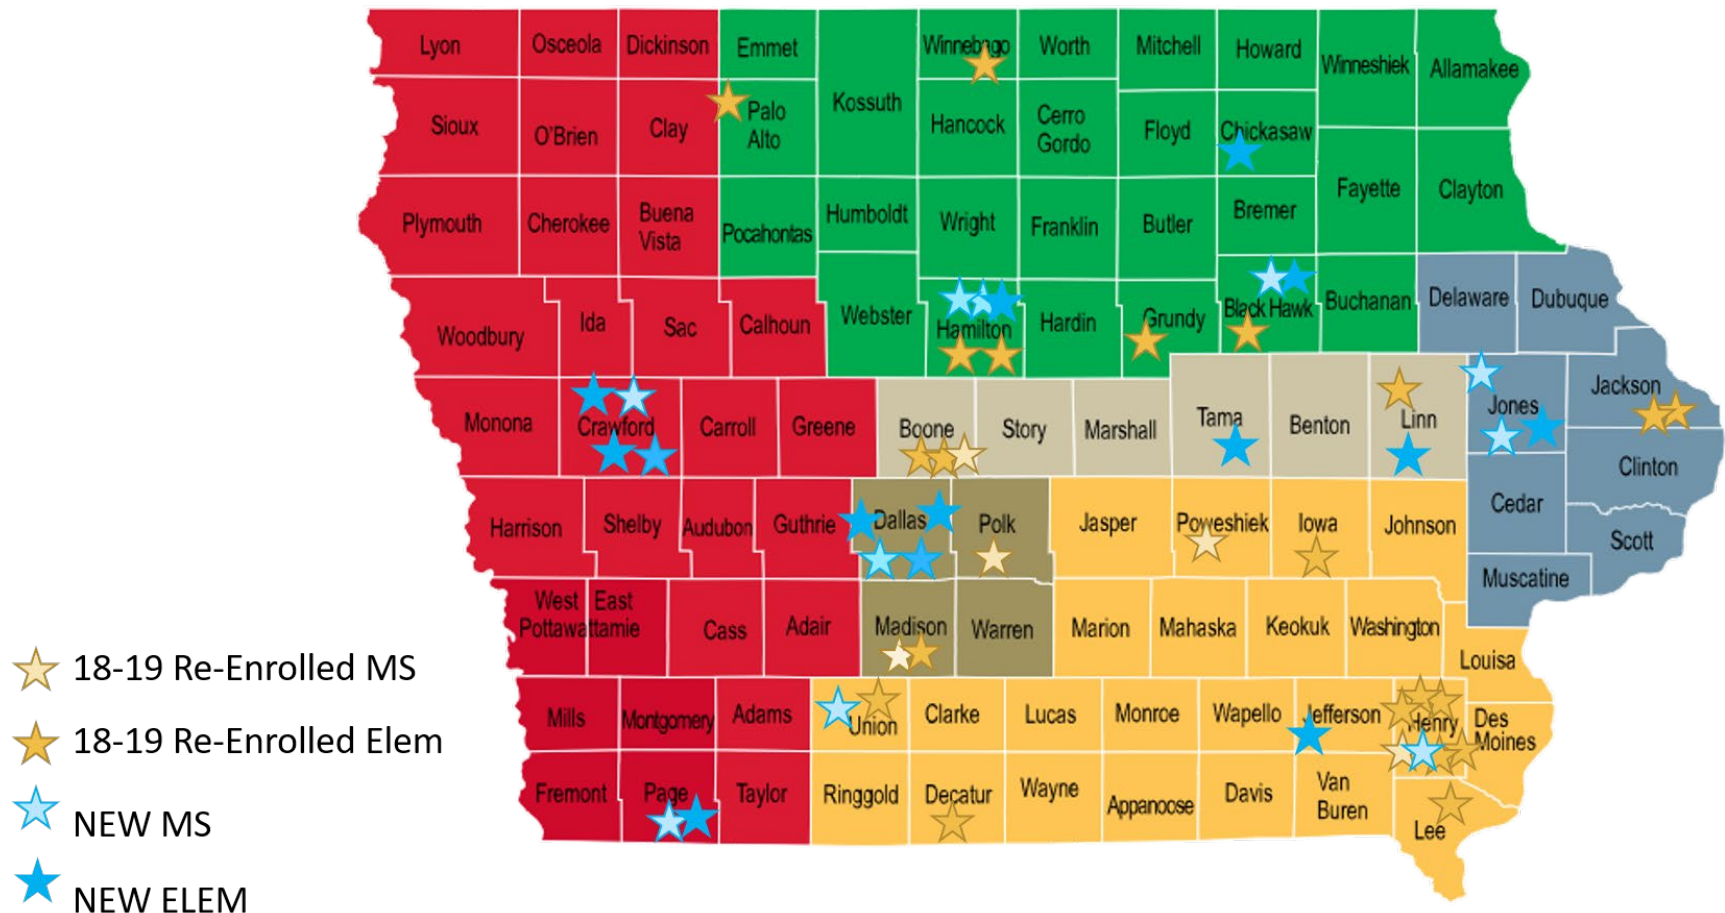 Lyon
Osceola
Dickinson
Emmet
Winnebago
Worth
Mitchell
Howard
Winneshiek
Allamakee
Sioux
O'Brien
Clay
Palo
Alto
Kossuth
Hancock
Cerro
Gordo
Floyd
Chickasaw
Plymouth
Cherokee
Buena
Vista
Pocahontas
Humboldt
Wright
Franklin
Butler
Bremer
Fayette
Clayton
Woodbury
Ida
Sac
Calhoun
Webster
Hamilton
Hardin
Grundy
Black Hawk
Buchanan
Delaware
Dubuque
Monona
Crawford
Carroll
Greene
Boone
Story
Marshall
Tama
Benton
Linn
Jones
Jackson
Clinton
Harrison
Shelby
Audubon
Guthrie
Dallas
Polk
Jasper
Poweshiek
Iowa
Johnson
Cedar
Scott
Muscatine
West
Pottawattamie
East
Cass
Adair
Madison
Warren
Marion
Mahaska
Keokuk
Washington
Louisa
Mills
Montgomery
Adams
Union
Clarke
Lucas
Monroe
Wapello
Jefferson
Henry
Des
Moines
Fremont
Page
Taylor
Ringgold
Decatur
Wayne
Appanoose
Davis
Van
Buren
Lee
18-19 Re-Enrolled MS
18-19 Re-Enrolled Elem
NEW MS
NEW ELEM